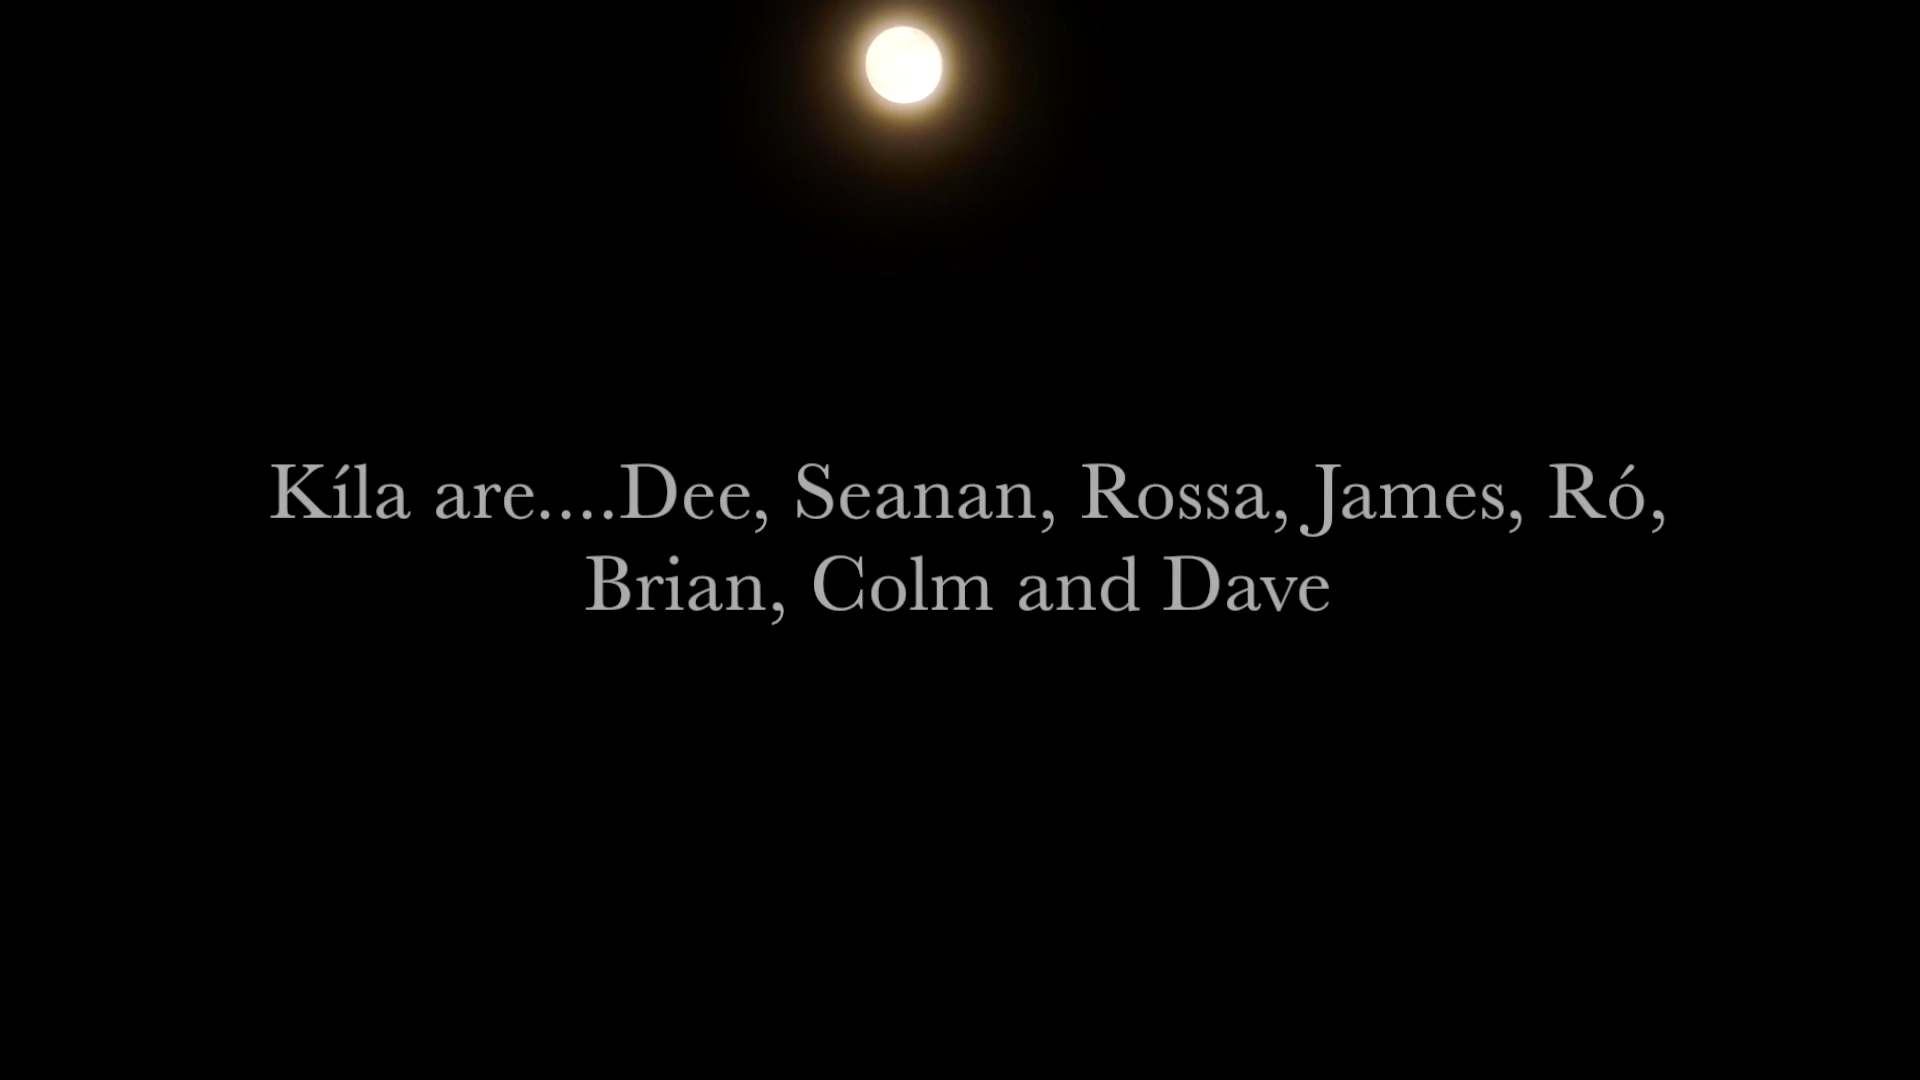 Kíla are....Dee, Seanan, Rossa, James, Ró,
Brian, Colm and Dave